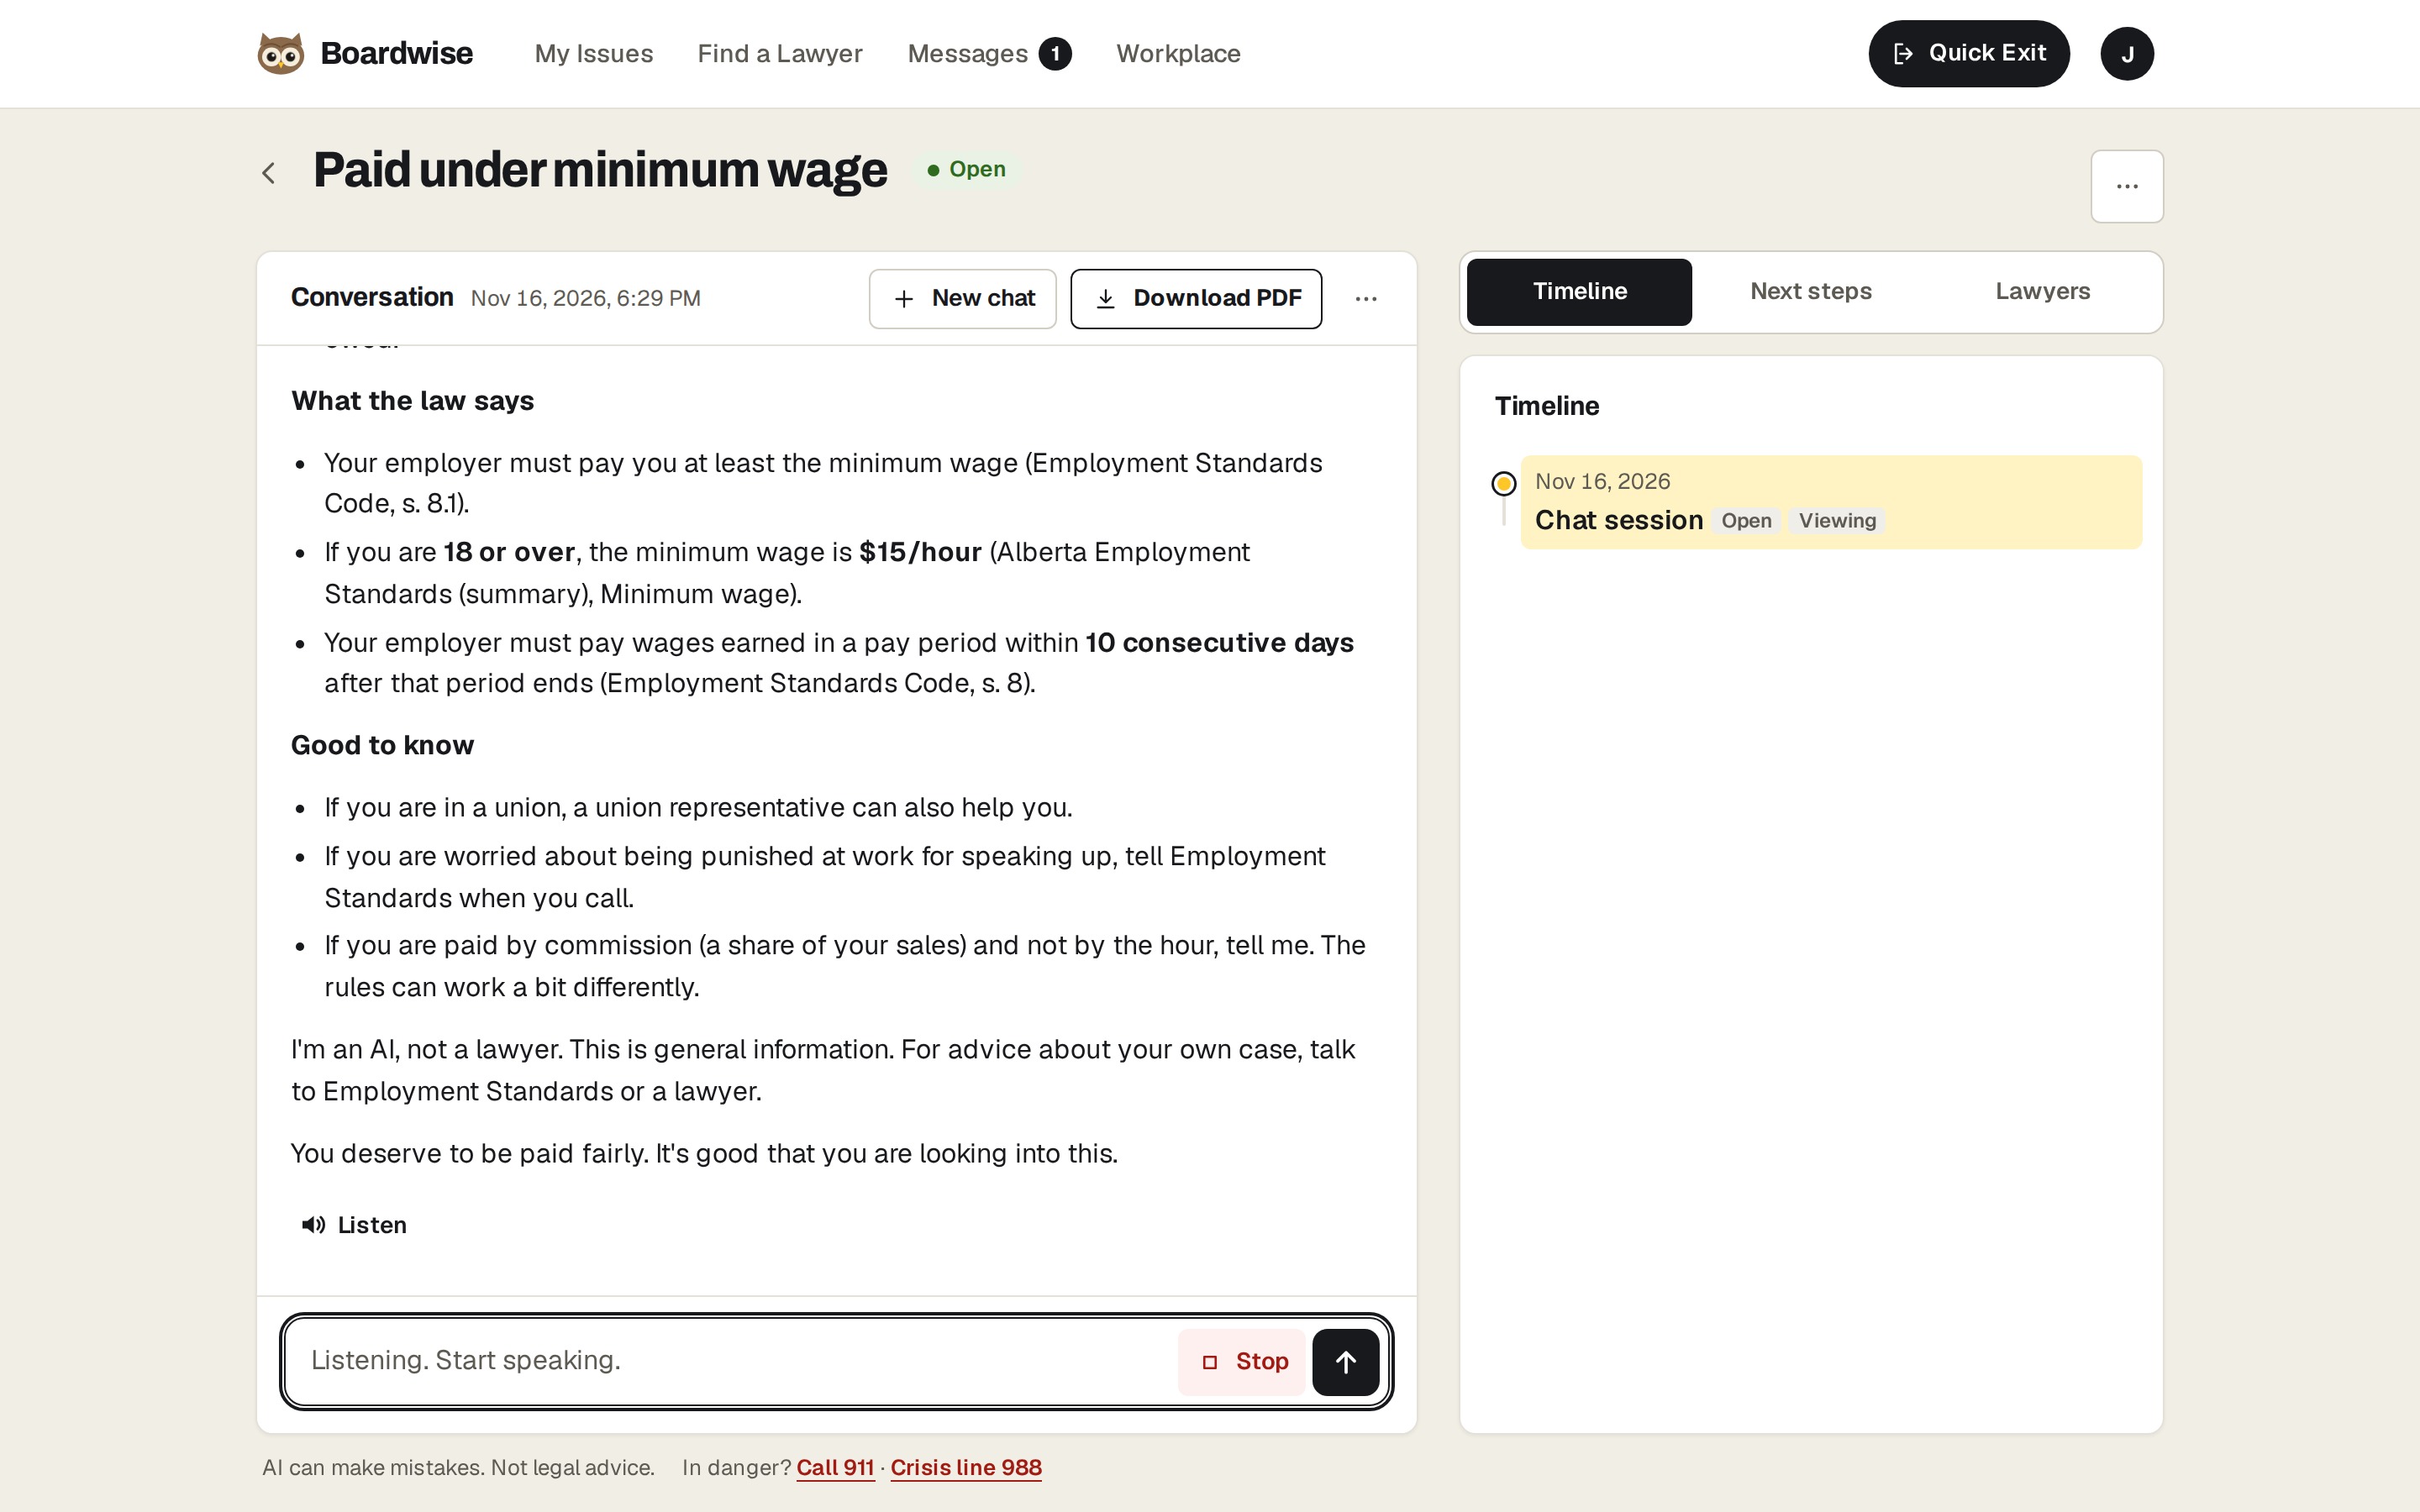 Boardwise
My Issues
Find a Lawyer
Messages 1
Workplace
Quick Exit
J
Paid under minimum wage
Open
Conversation Nov 16, 2026, 6:29 PM
New chat
Download PDF
What the law says
• Your employer must pay you at least the minimum wage (Employment Standards
Code, s. 8.1).
• If you are 18 or over, the minimum wage is $15/hour (Alberta Employment
Standards (summary), Minimum wage).
• Your employer must pay wages earned in a pay period within 10 consecutive days
after that period ends (Employment Standards Code, s. 8).
Good to know
• If you are in a union, a union representative can also help you.
• If you are worried about being punished at work for speaking up, tell Employment
Standards when you call.
• If you are paid by commission (a share of your sales) and not by the hour, tell me. The
rules can work a bit differently.
I'm an AI, not a lawyer. This is general information. For advice about your own case, talk
to Employment Standards or a lawyer.
You deserve to be paid fairly. It's good that you are looking into this.
Listen
Listening. Start speaking.
Stop
AI can make mistakes. Not legal advice. In danger? Call 911 · Crisis line 988
Timeline
Next steps
Lawyers
Timeline
Nov 16, 2026
Chat session Open Viewing